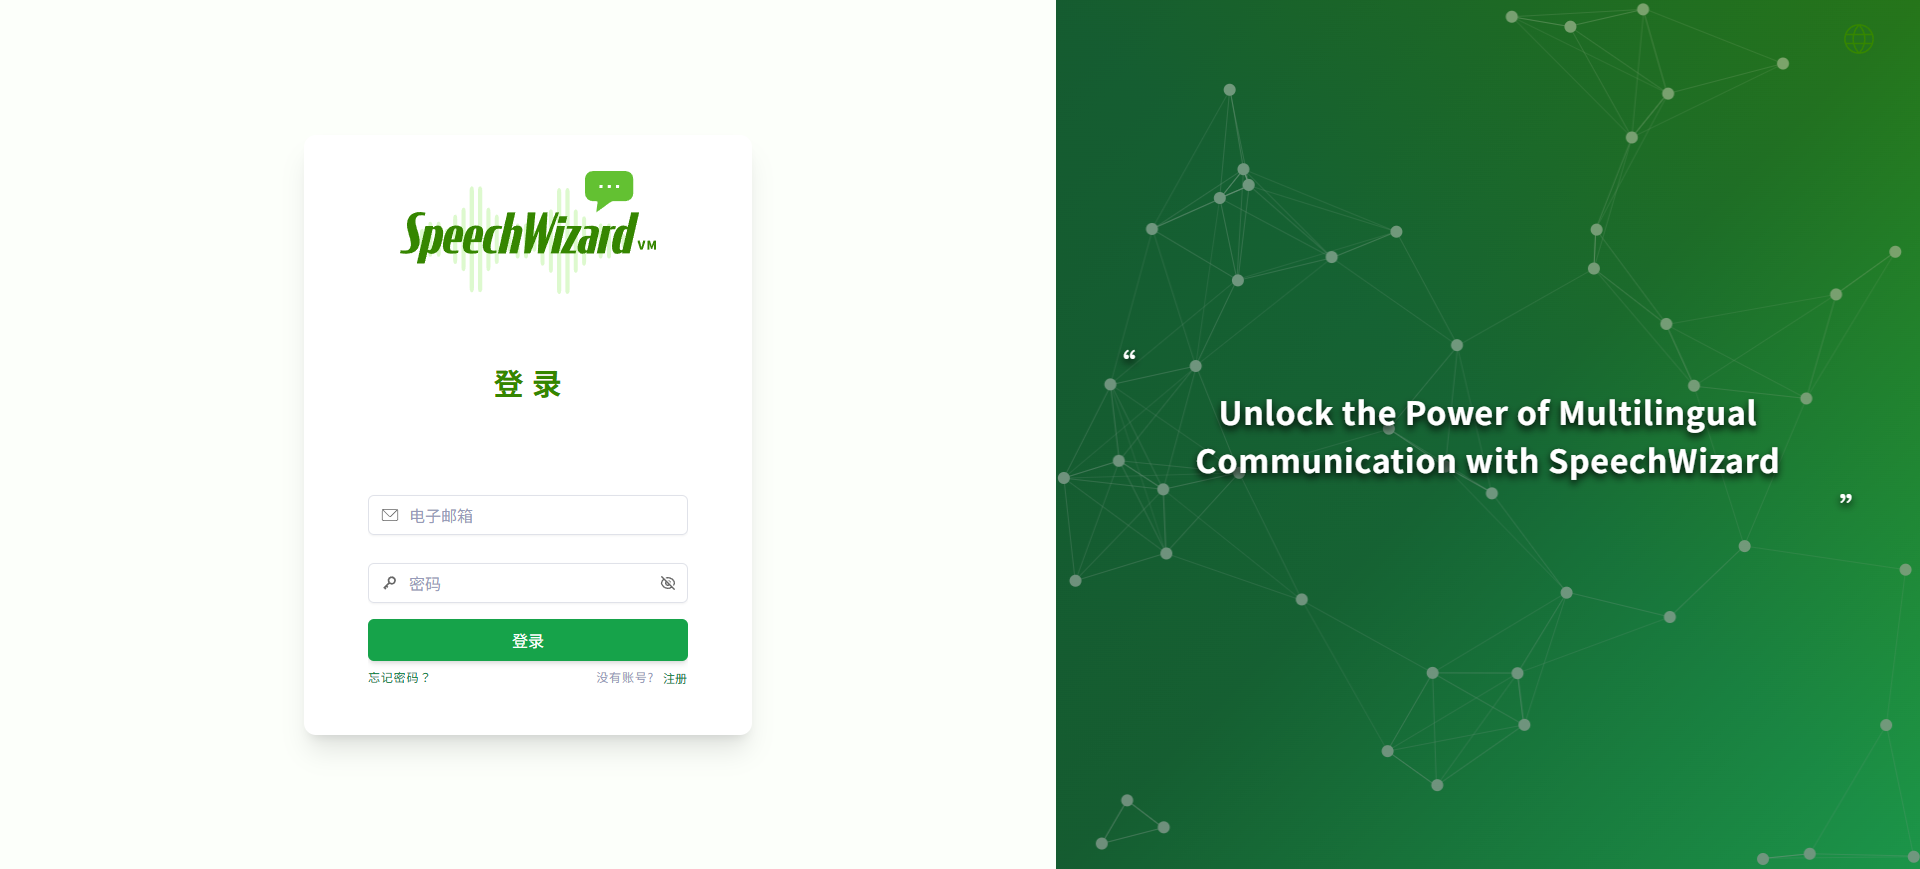 SpeechWizard VM
登 录
电子邮箱
密码
登录
忘记密码？
没有账号? 注册
“
Unlock the Power of Multilingual
Communication with SpeechWizard
”